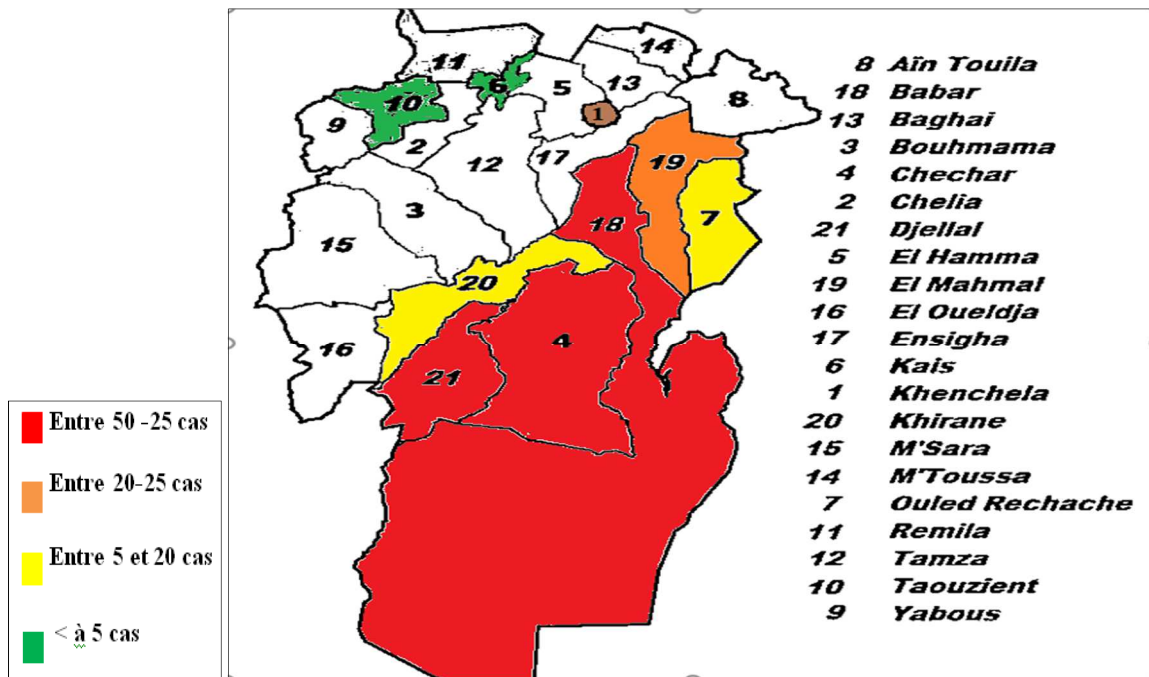 11
14
6
5
13
10
1
8
9
2
12
17
19
3
18
7
15
20
4
16
21
8 Aïn Touila
18 Babar
13 Baghai
3 Bouhmama
4 Chechar
2 Chelia
21 Djellal
5 El Hamma
19 El Mahmal
16 El Oueldja
17 Ensigha
6 Kais
1 Khenchela
20 Khirane
15 M'Sara
14 M'Toussa
7 Ouled Rechache
11 Remila
12 Tamza
10 Taouzient
9 Yabous
Entre 50 -25 cas
Entre 20-25 cas
Entre 5 et 20 cas
< à 5 cas